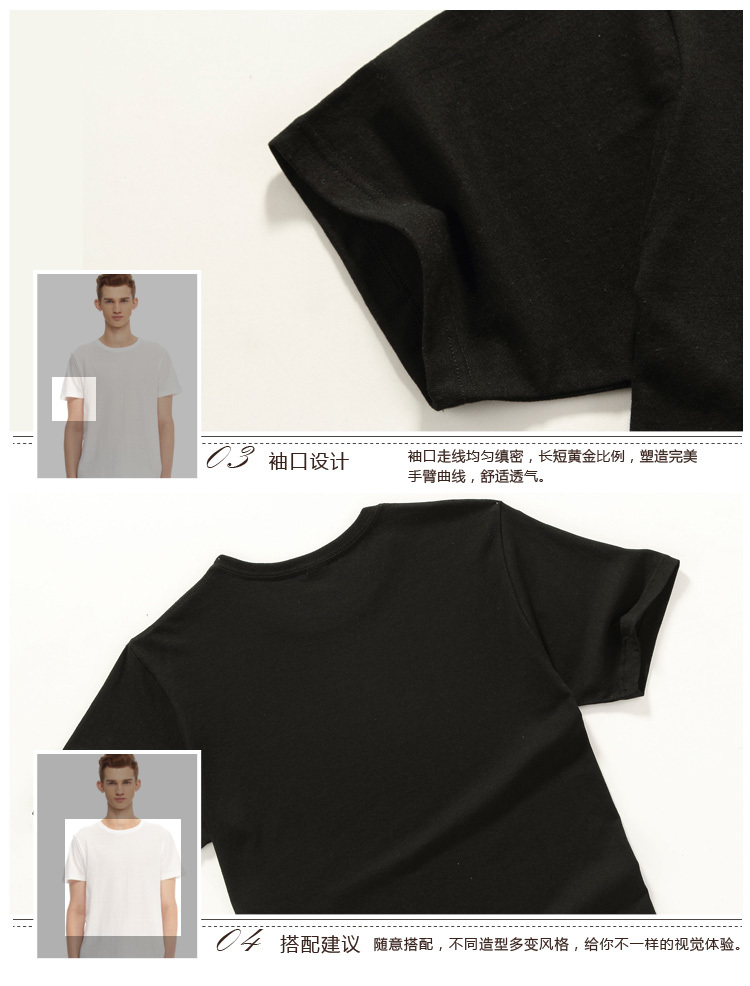 03 袖口设计
袖口走线均匀缜密，长短黄金比例，塑造完美
手臂曲线，舒适透气。
04 搭配建议 随意搭配，不同造型多变风格，给你不一样的视觉体验。